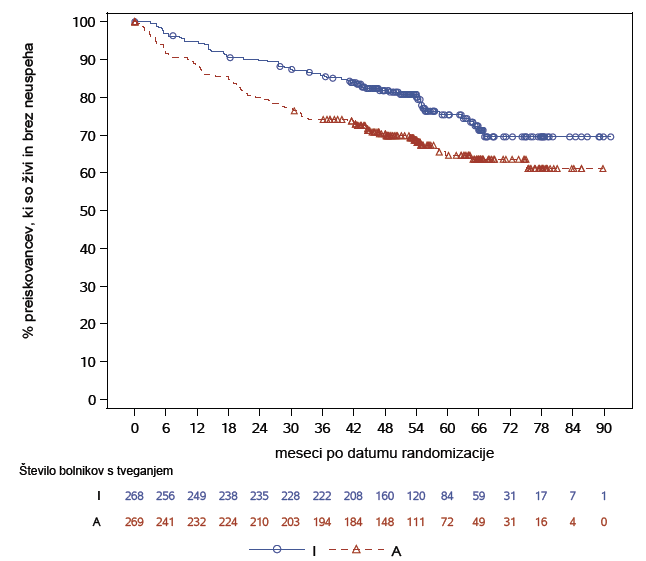 % preiskovancev, ki so živi in brez neuspeha
100
90
80
70
60
50
40
30
20
10
0
0 6 12 18 24 30 36 42 48 54 60 66 72 78 84 90
meseci po datumu randomizacije
Število bolnikov s tveganjem
I 268 256 249 238 235 228 222 208 160 120 84 59 31 17 7 1
A 269 241 232 224 210 203 194 184 148 111 72 49 31 16 4 0
I A